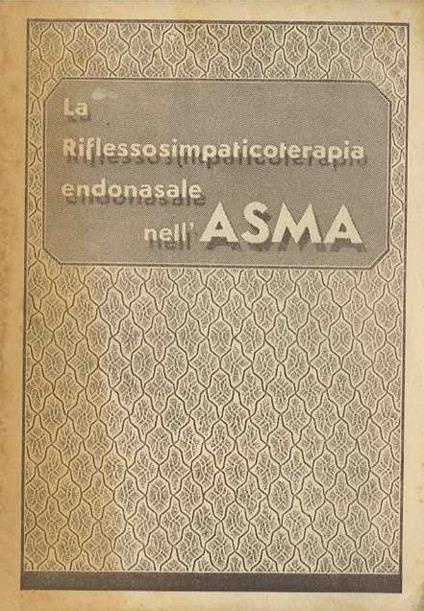 La
Riflessosimpaticoterapia
endonasale
nell' ASMA